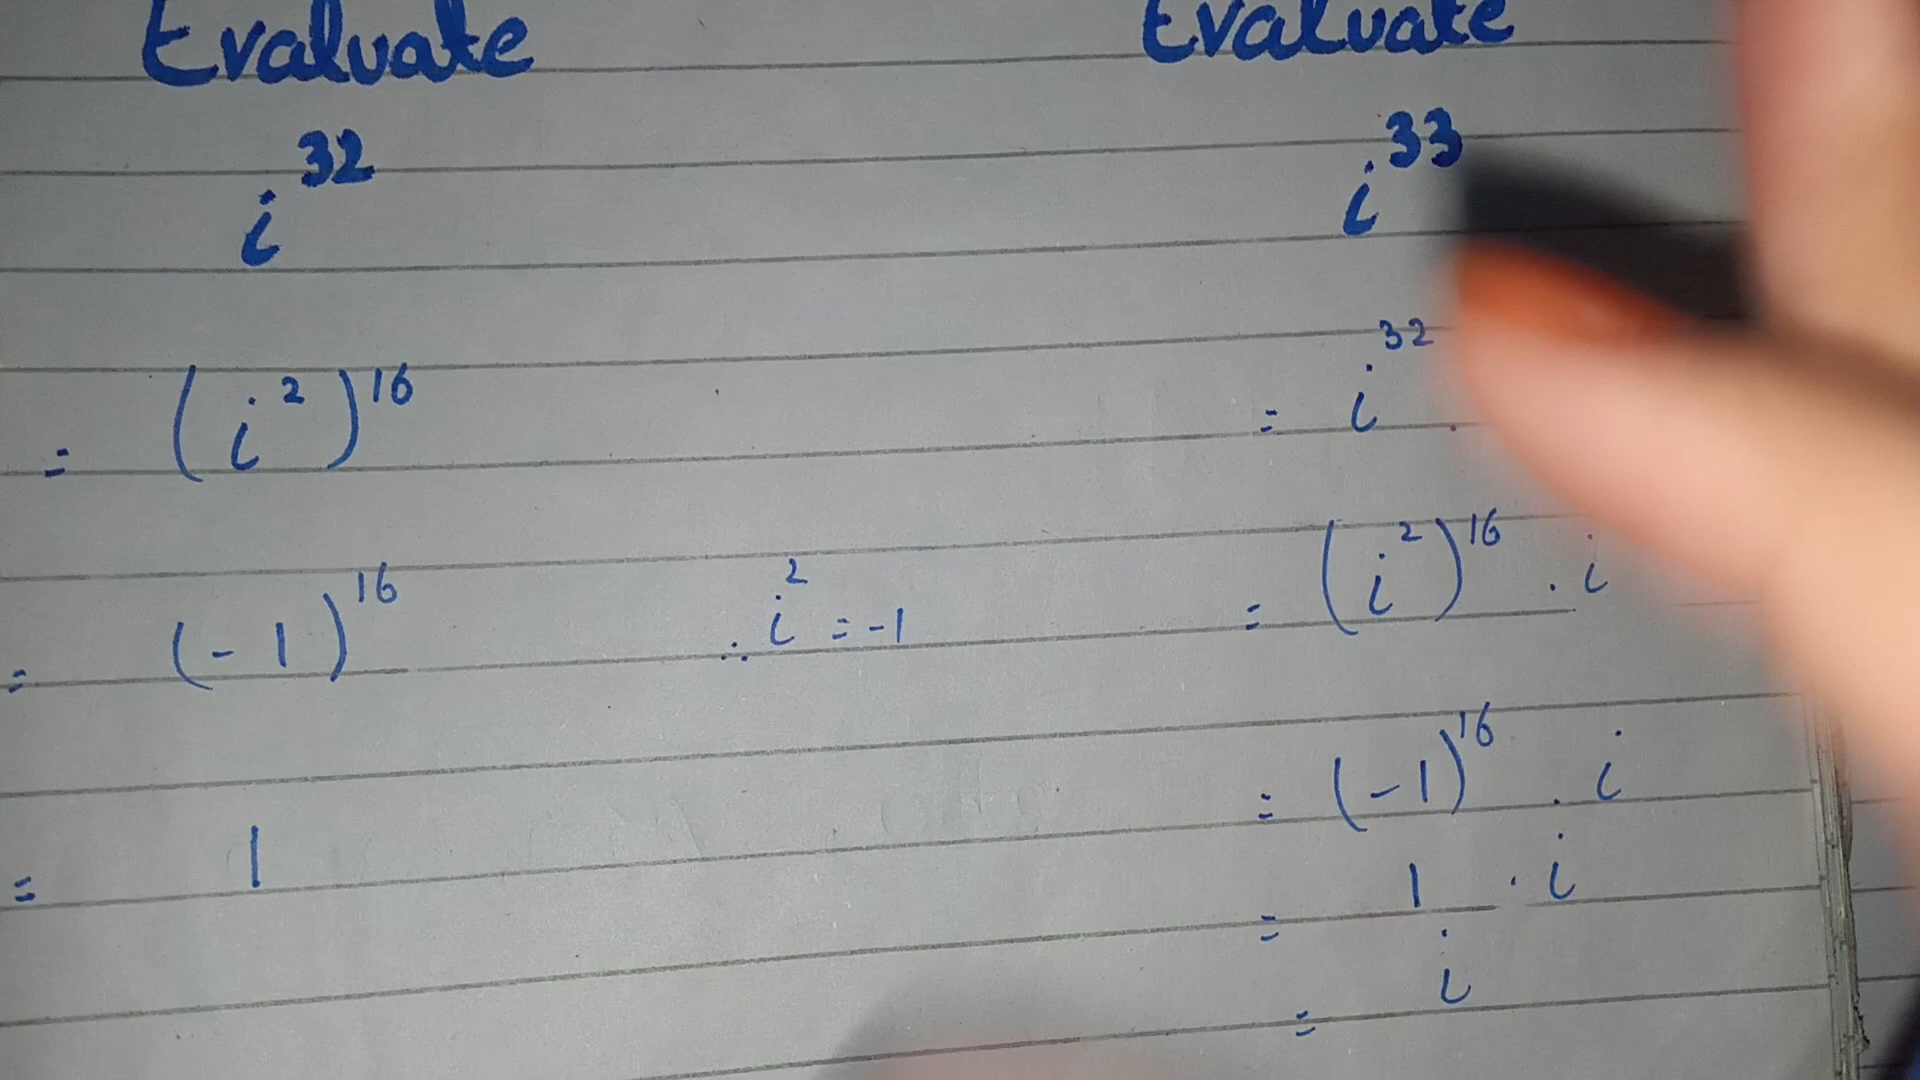 Evaluate
i^32
= (i^2)^16
= (-1)^16 ∴ i^2 = -1
= 1
Evaluate
i^33
= i^32 .
= (i^2)^16 . i
= (-1)^16 . i
= 1 . i
= i